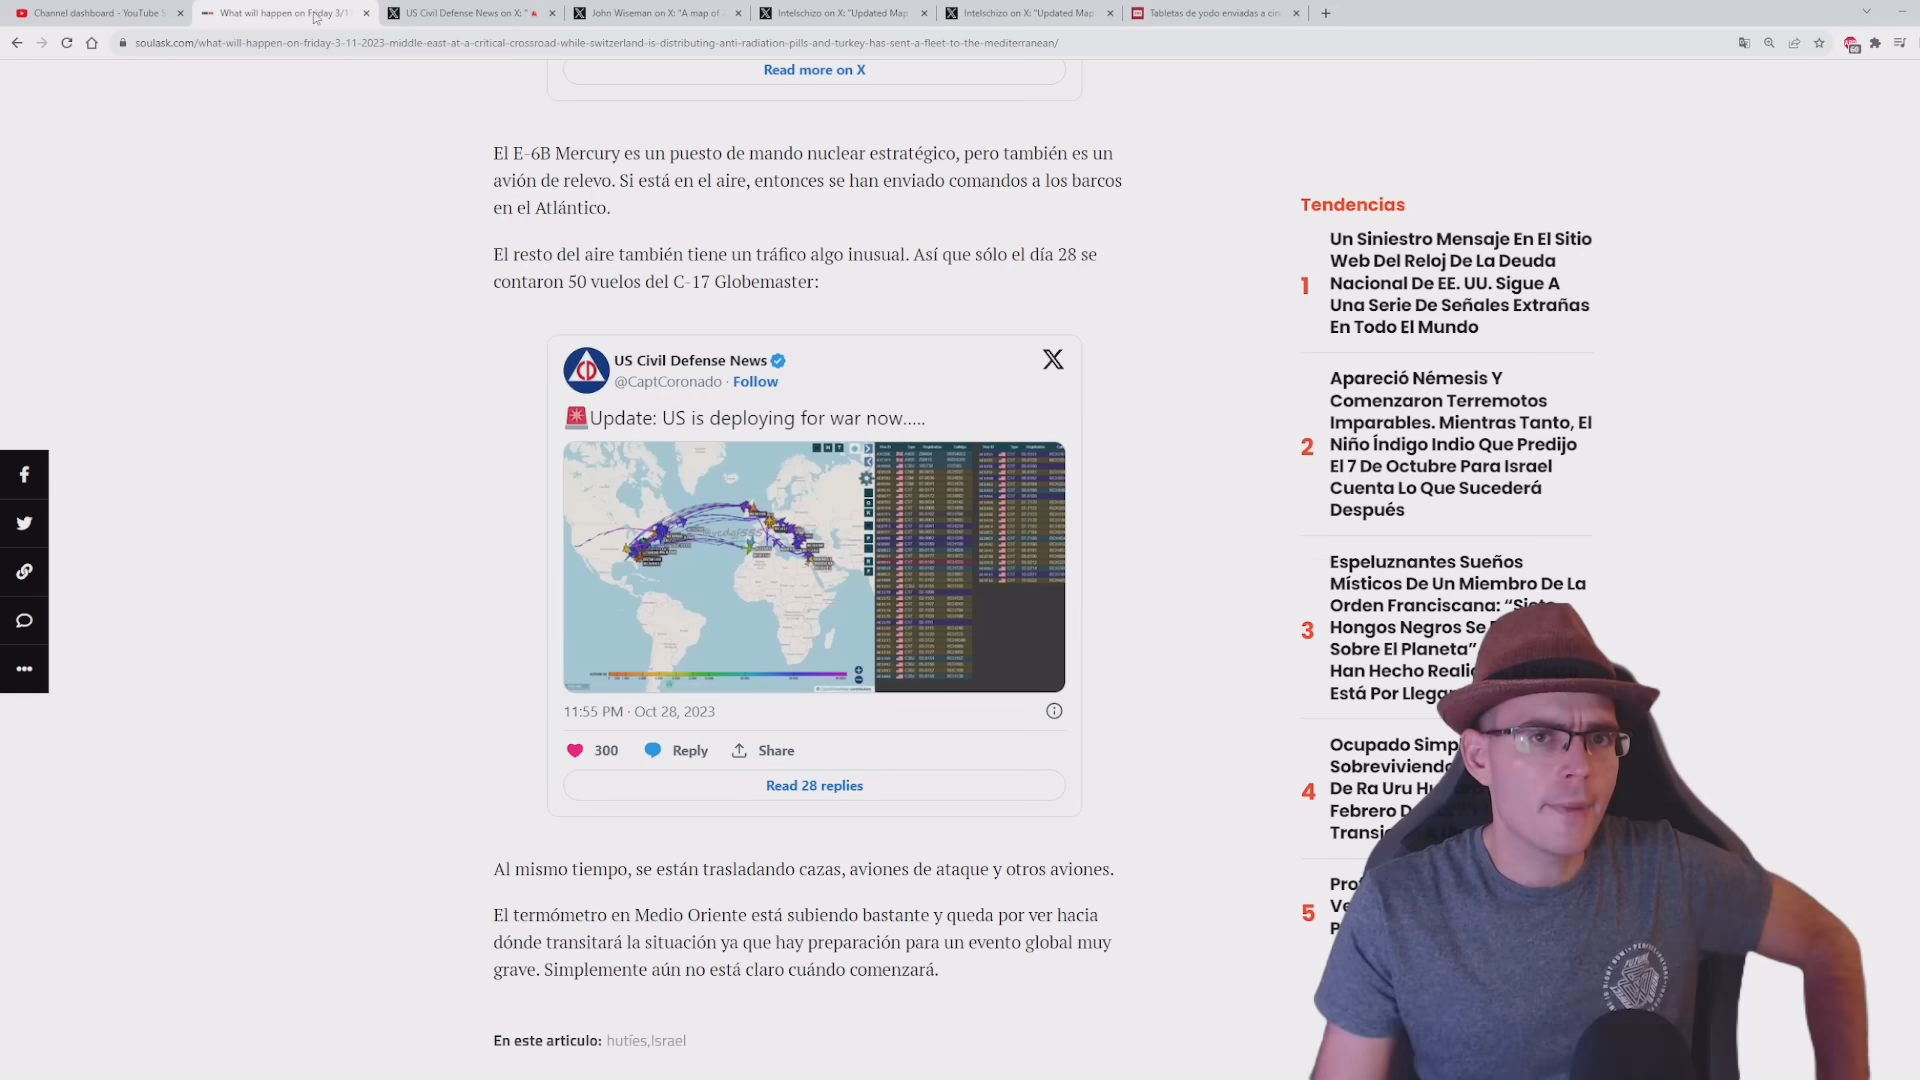 Channel dashboard - YouTube S
What will happen on Friday 3/1
US Civil Defense News on X: "
John Wiseman on X: "A map of
Intelschizo on X: "Updated Map
Intelschizo on X: "Updated Map
Tabletas de yodo enviadas a cin
soulask.com/what-will-happen-on-friday-3-11-2023-middle-east-at-a-critical-crossroad-while-switzerland-is-distributing-anti-radiation-pills-and-turkey-has-sent-a-fleet-to-the-mediterranean/
60
Read more on X
El E-6B Mercury es un puesto de mando nuclear estratégico, pero también es un
avión de relevo. Si está en el aire, entonces se han enviado comandos a los barcos
en el Atlántico.
El resto del aire también tiene un tráfico algo inusual. Así que sólo el día 28 se
contaron 50 vuelos del C-17 Globemaster:
US Civil Defense News
@CaptCoronado · Follow
Update: US is deploying for war now.....
11:55 PM · Oct 28, 2023
300
Reply
Share
Read 28 replies
Al mismo tiempo, se están trasladando cazas, aviones de ataque y otros aviones.
El termómetro en Medio Oriente está subiendo bastante y queda por ver hacia
dónde transitará la situación ya que hay preparación para un evento global muy
grave. Simplemente aún no está claro cuándo comenzará.
En este articulo: hutíes,Israel
Tendencias
1
Un Siniestro Mensaje En El Sitio
Web Del Reloj De La Deuda
Nacional De EE. UU. Sigue A
Una Serie De Señales Extrañas
En Todo El Mundo
2
Apareció Némesis Y
Comenzaron Terremotos
Imparables. Mientras Tanto, El
Niño Índigo Indio Que Predijo
El 7 De Octubre Para Israel
Cuenta Lo Que Sucederá
Después
3
Espeluznantes Sueños
Místicos De Un Miembro De La
Orden Franciscana: “Siete
Hongos Negros Se
Sobre El Planeta”
Han Hecho
Está Por
4
Ocupado
De Ra Uru
Febrero
5